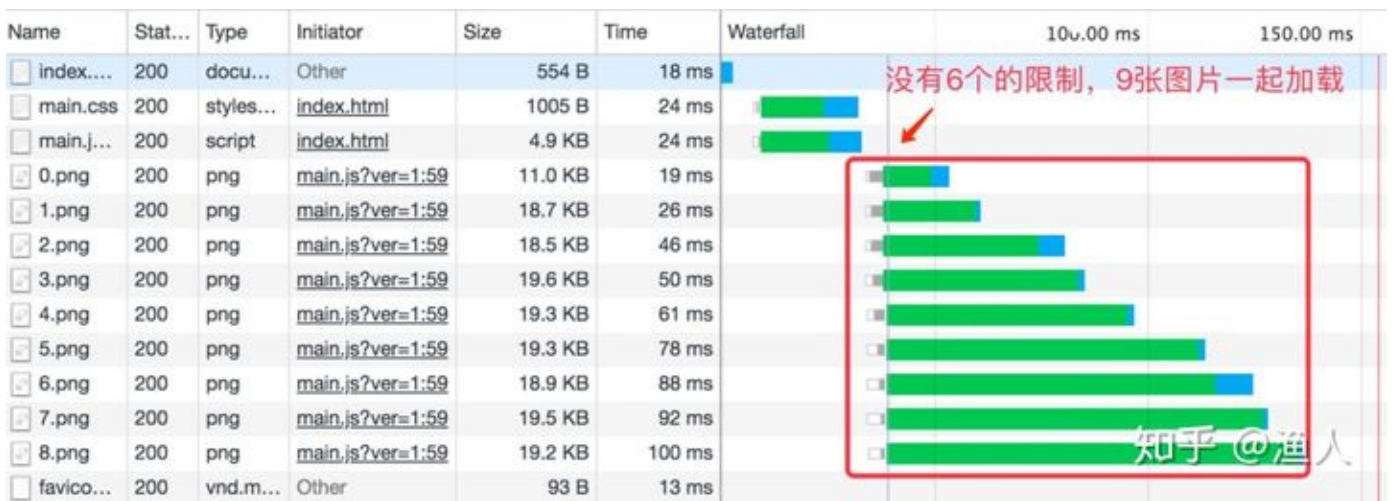 Name Stat... Type Initiator Size Time Waterfall 100.00 ms 150.00 ms
index.... 200 docu... Other 554 B 18 ms
没有6个的限制，9张图片一起加载
main.css 200 styles... index.html 1005 B 24 ms
main.j... 200 script index.html 4.9 KB 24 ms
0.png 200 png main.js?ver=1:59 11.0 KB 19 ms
1.png 200 png main.js?ver=1:59 18.7 KB 26 ms
2.png 200 png main.js?ver=1:59 18.5 KB 46 ms
3.png 200 png main.js?ver=1:59 19.6 KB 50 ms
4.png 200 png main.js?ver=1:59 19.3 KB 61 ms
5.png 200 png main.js?ver=1:59 19.3 KB 78 ms
6.png 200 png main.js?ver=1:59 18.9 KB 88 ms
7.png 200 png main.js?ver=1:59 19.5 KB 92 ms
8.png 200 png main.js?ver=1:59 19.2 KB 100 ms
知乎 @渔人
favico... 200 vnd.m... Other 93 B 13 ms